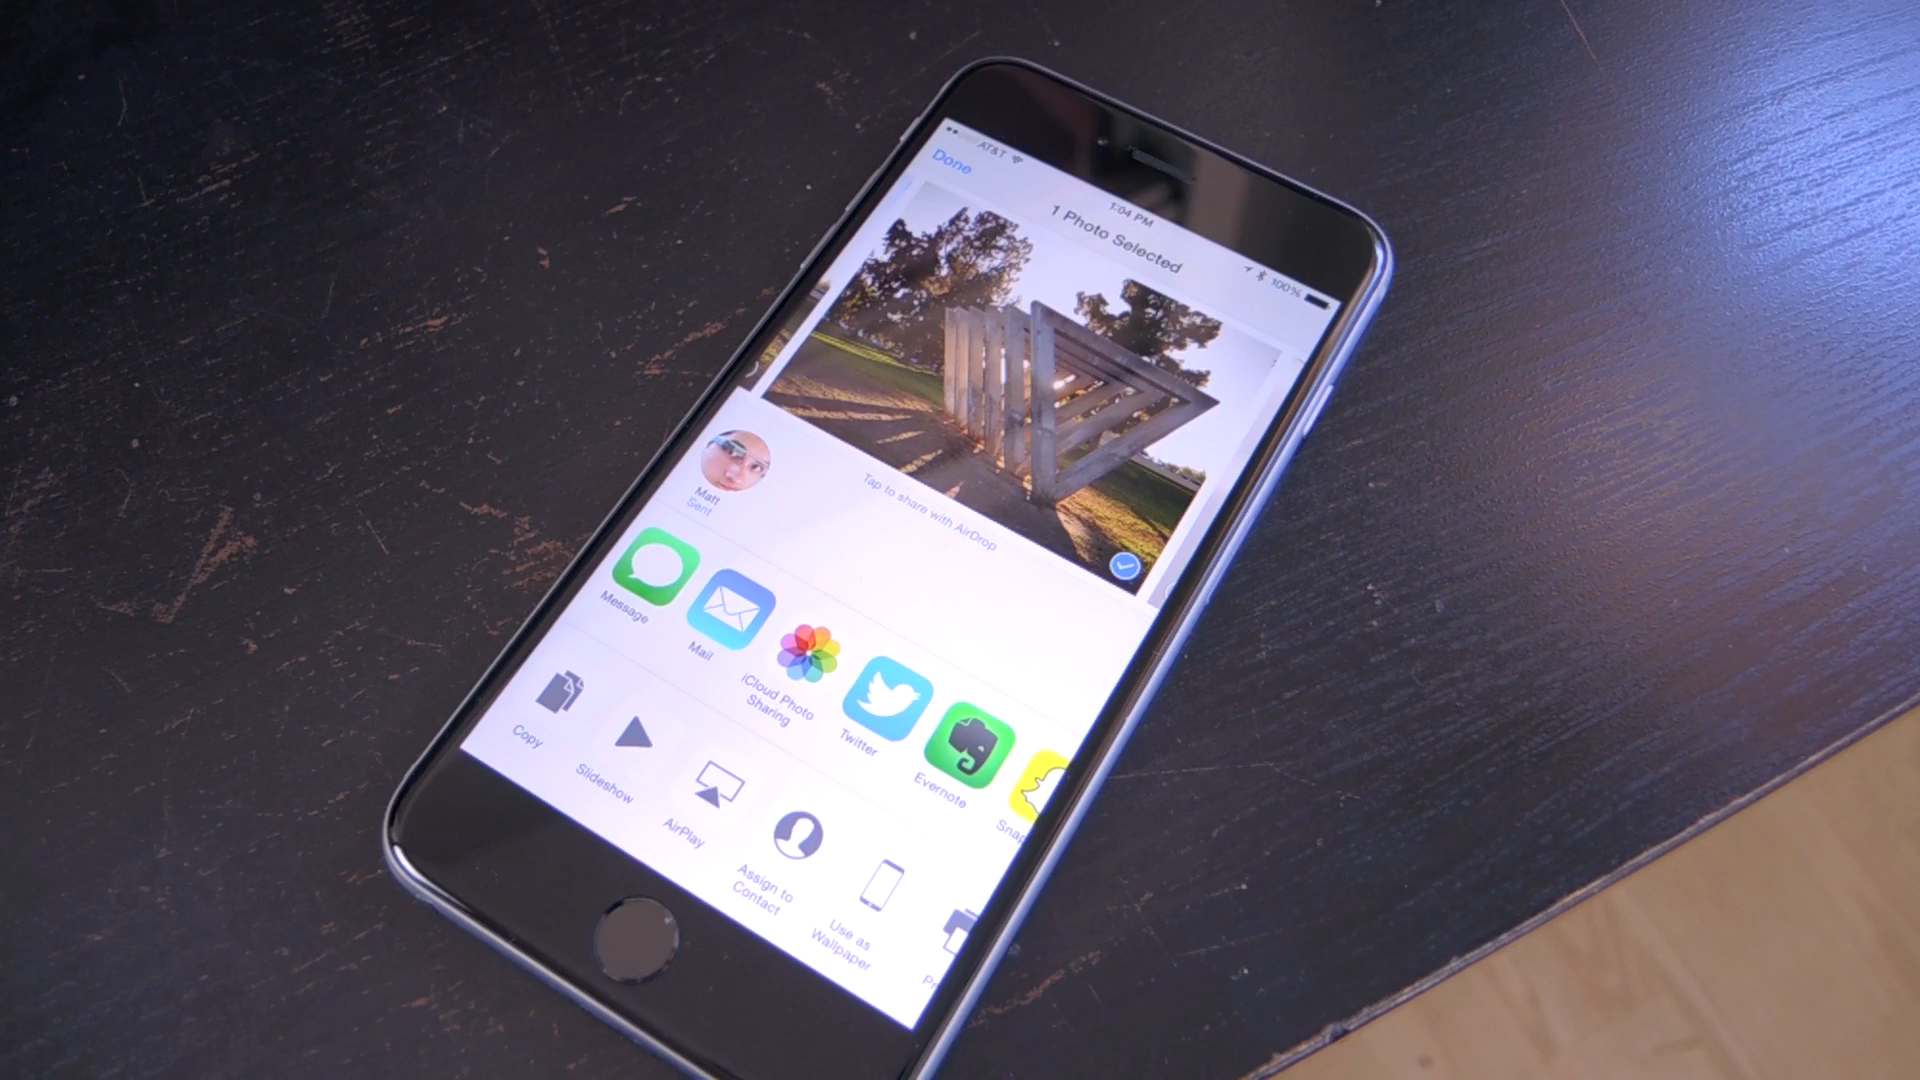 AT&T
1:04 PM
100%
Done
1 Photo Selected
Matt
Sent
Tap to share with AirDrop
Message
Mail
iCloud Photo
Sharing
Twitter
Evernote
Snap
Copy
Slideshow
AirPlay
Assign to
Contact
Use as
Wallpaper